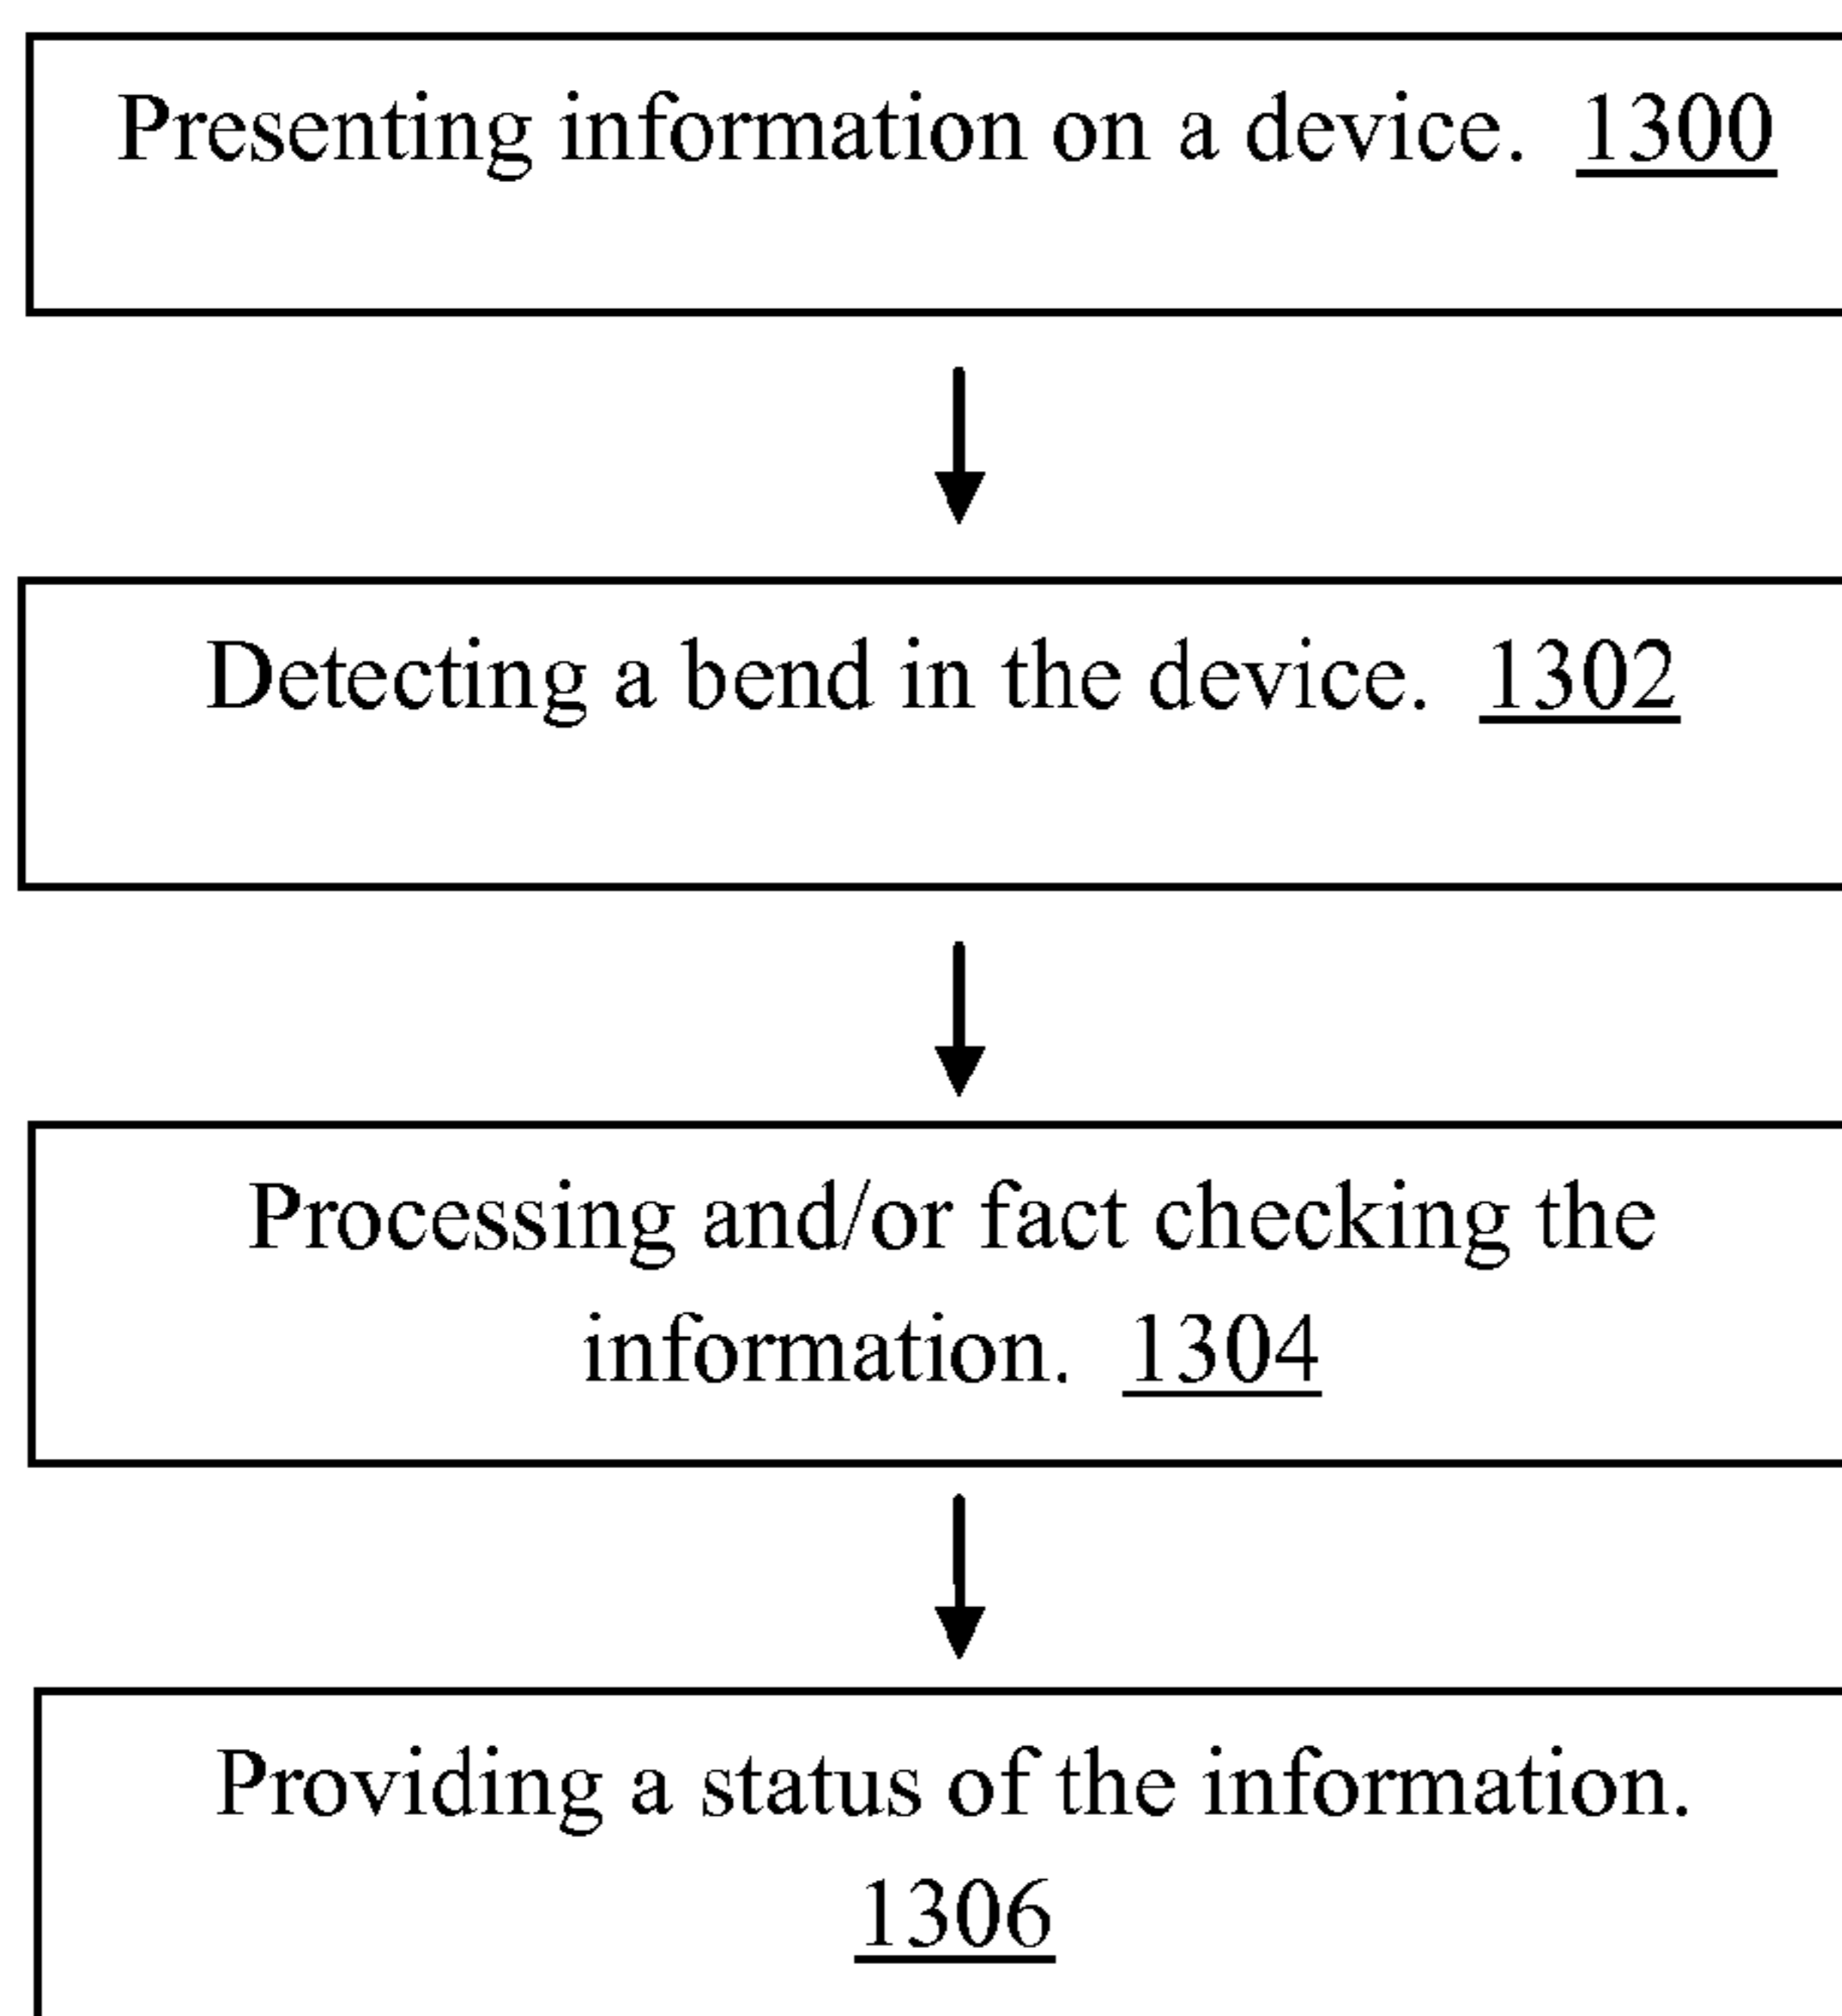 Presenting information on a device. 1300
Detecting a bend in the device. 1302
Processing and/or fact checking the
information. 1304
Providing a status of the information.
1306